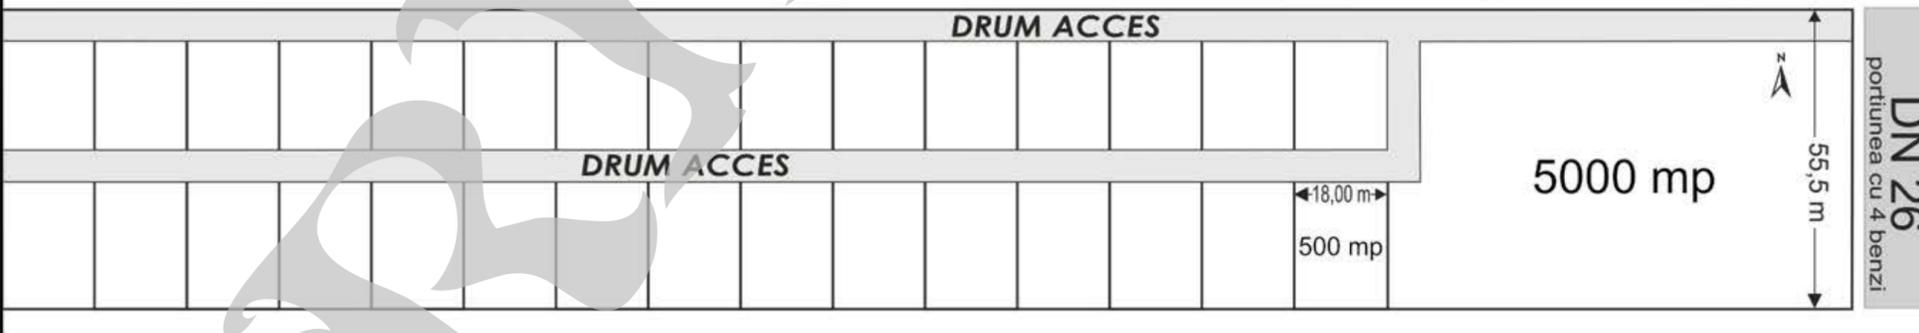 DRUM ACCES
N
DRUM ACCES
18,00 m
500 mp
5000 mp
55,5 m
DN 26
portiunea cu 4 benzi